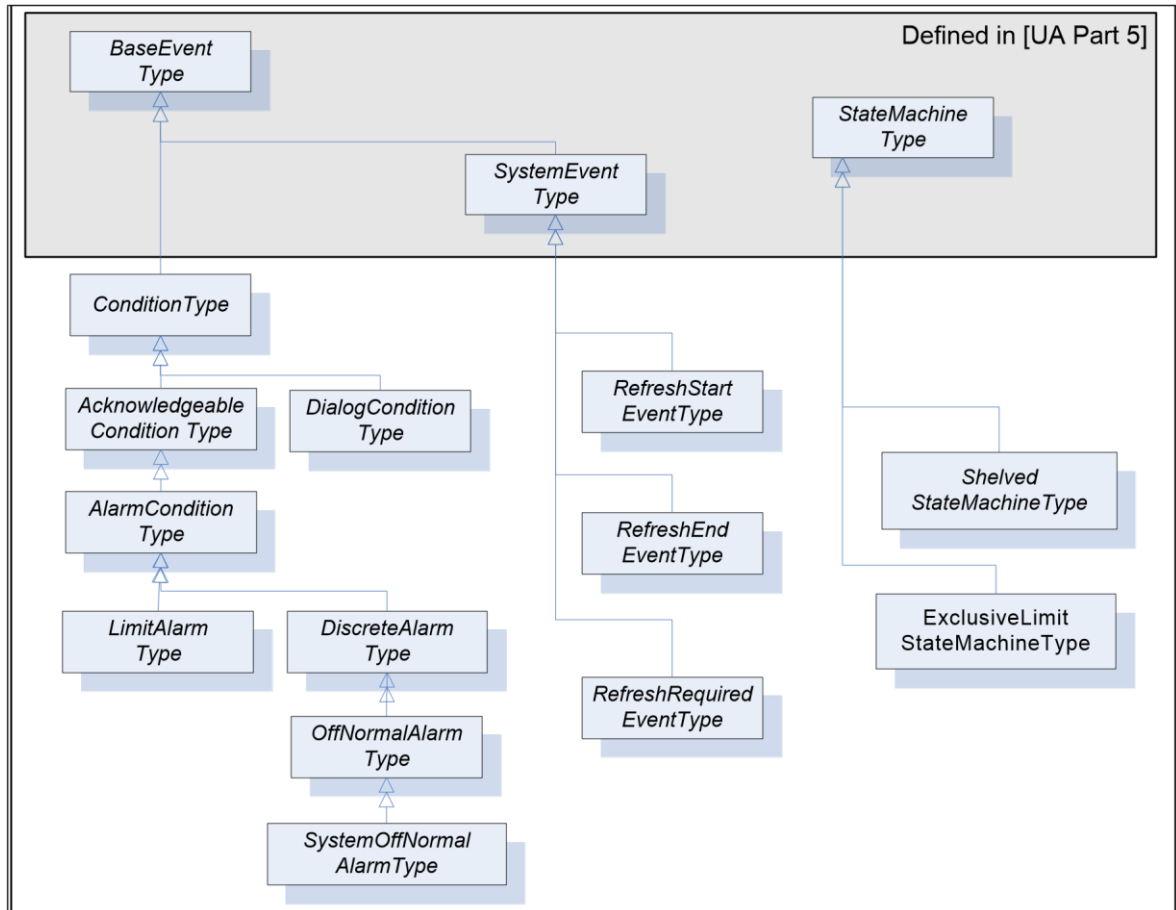 Defined in [UA Part 5]
BaseEvent
Type
StateMachine
Type
SystemEvent
Type
ConditionType
Acknowledgeable
Condition Type
DialogCondition
Type
RefreshStart
EventType
Shelved
StateMachineType
AlarmCondition
Type
RefreshEnd
EventType
LimitAlarm
Type
DiscreteAlarm
Type
ExclusiveLimit
StateMachineType
RefreshRequired
EventType
OffNormalAlarm
Type
SystemOffNormal
AlarmType